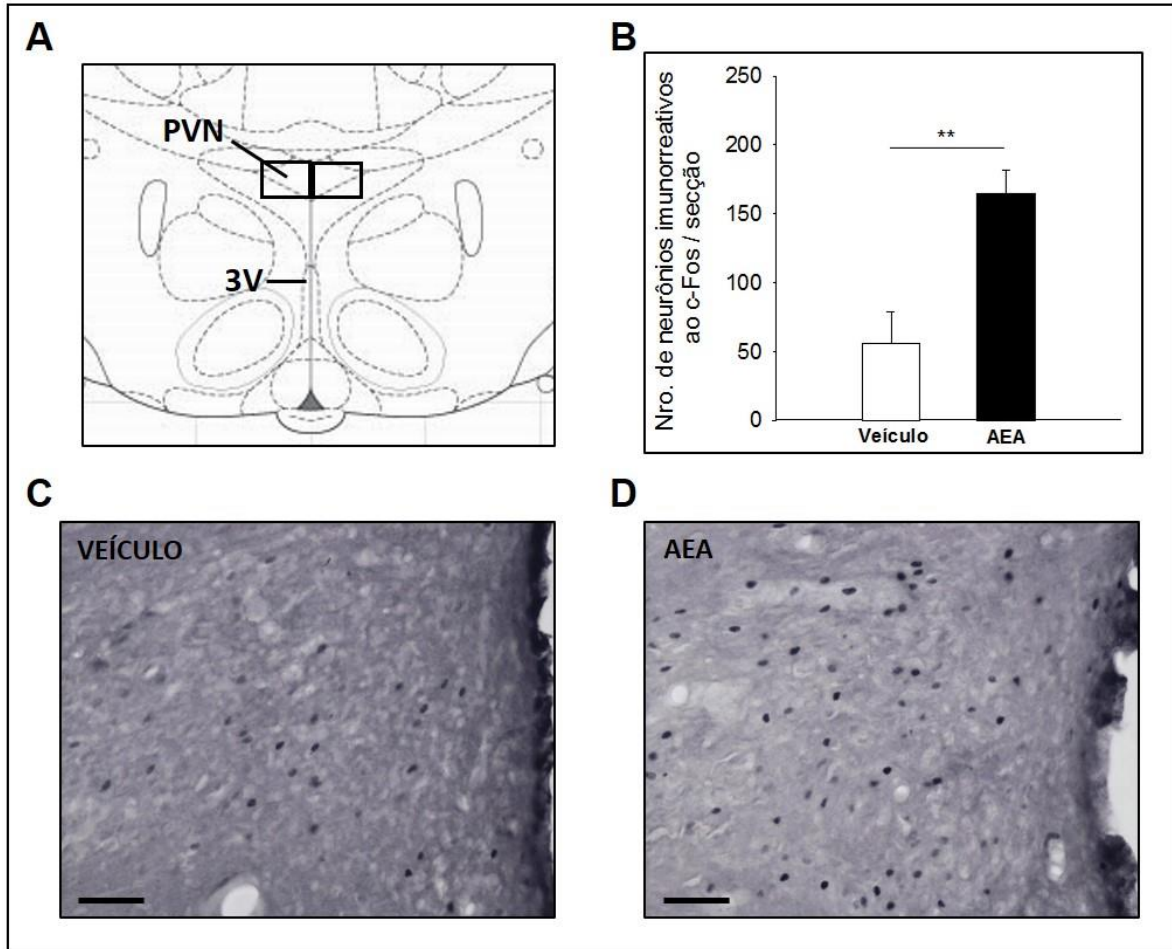 A
PVN
3V
B
Nro. de neurônios imunorreativos
ao c-Fos / secção
250
200
150
100
50
0
**
Veículo
AEA
C
VEÍCULO
D
AEA